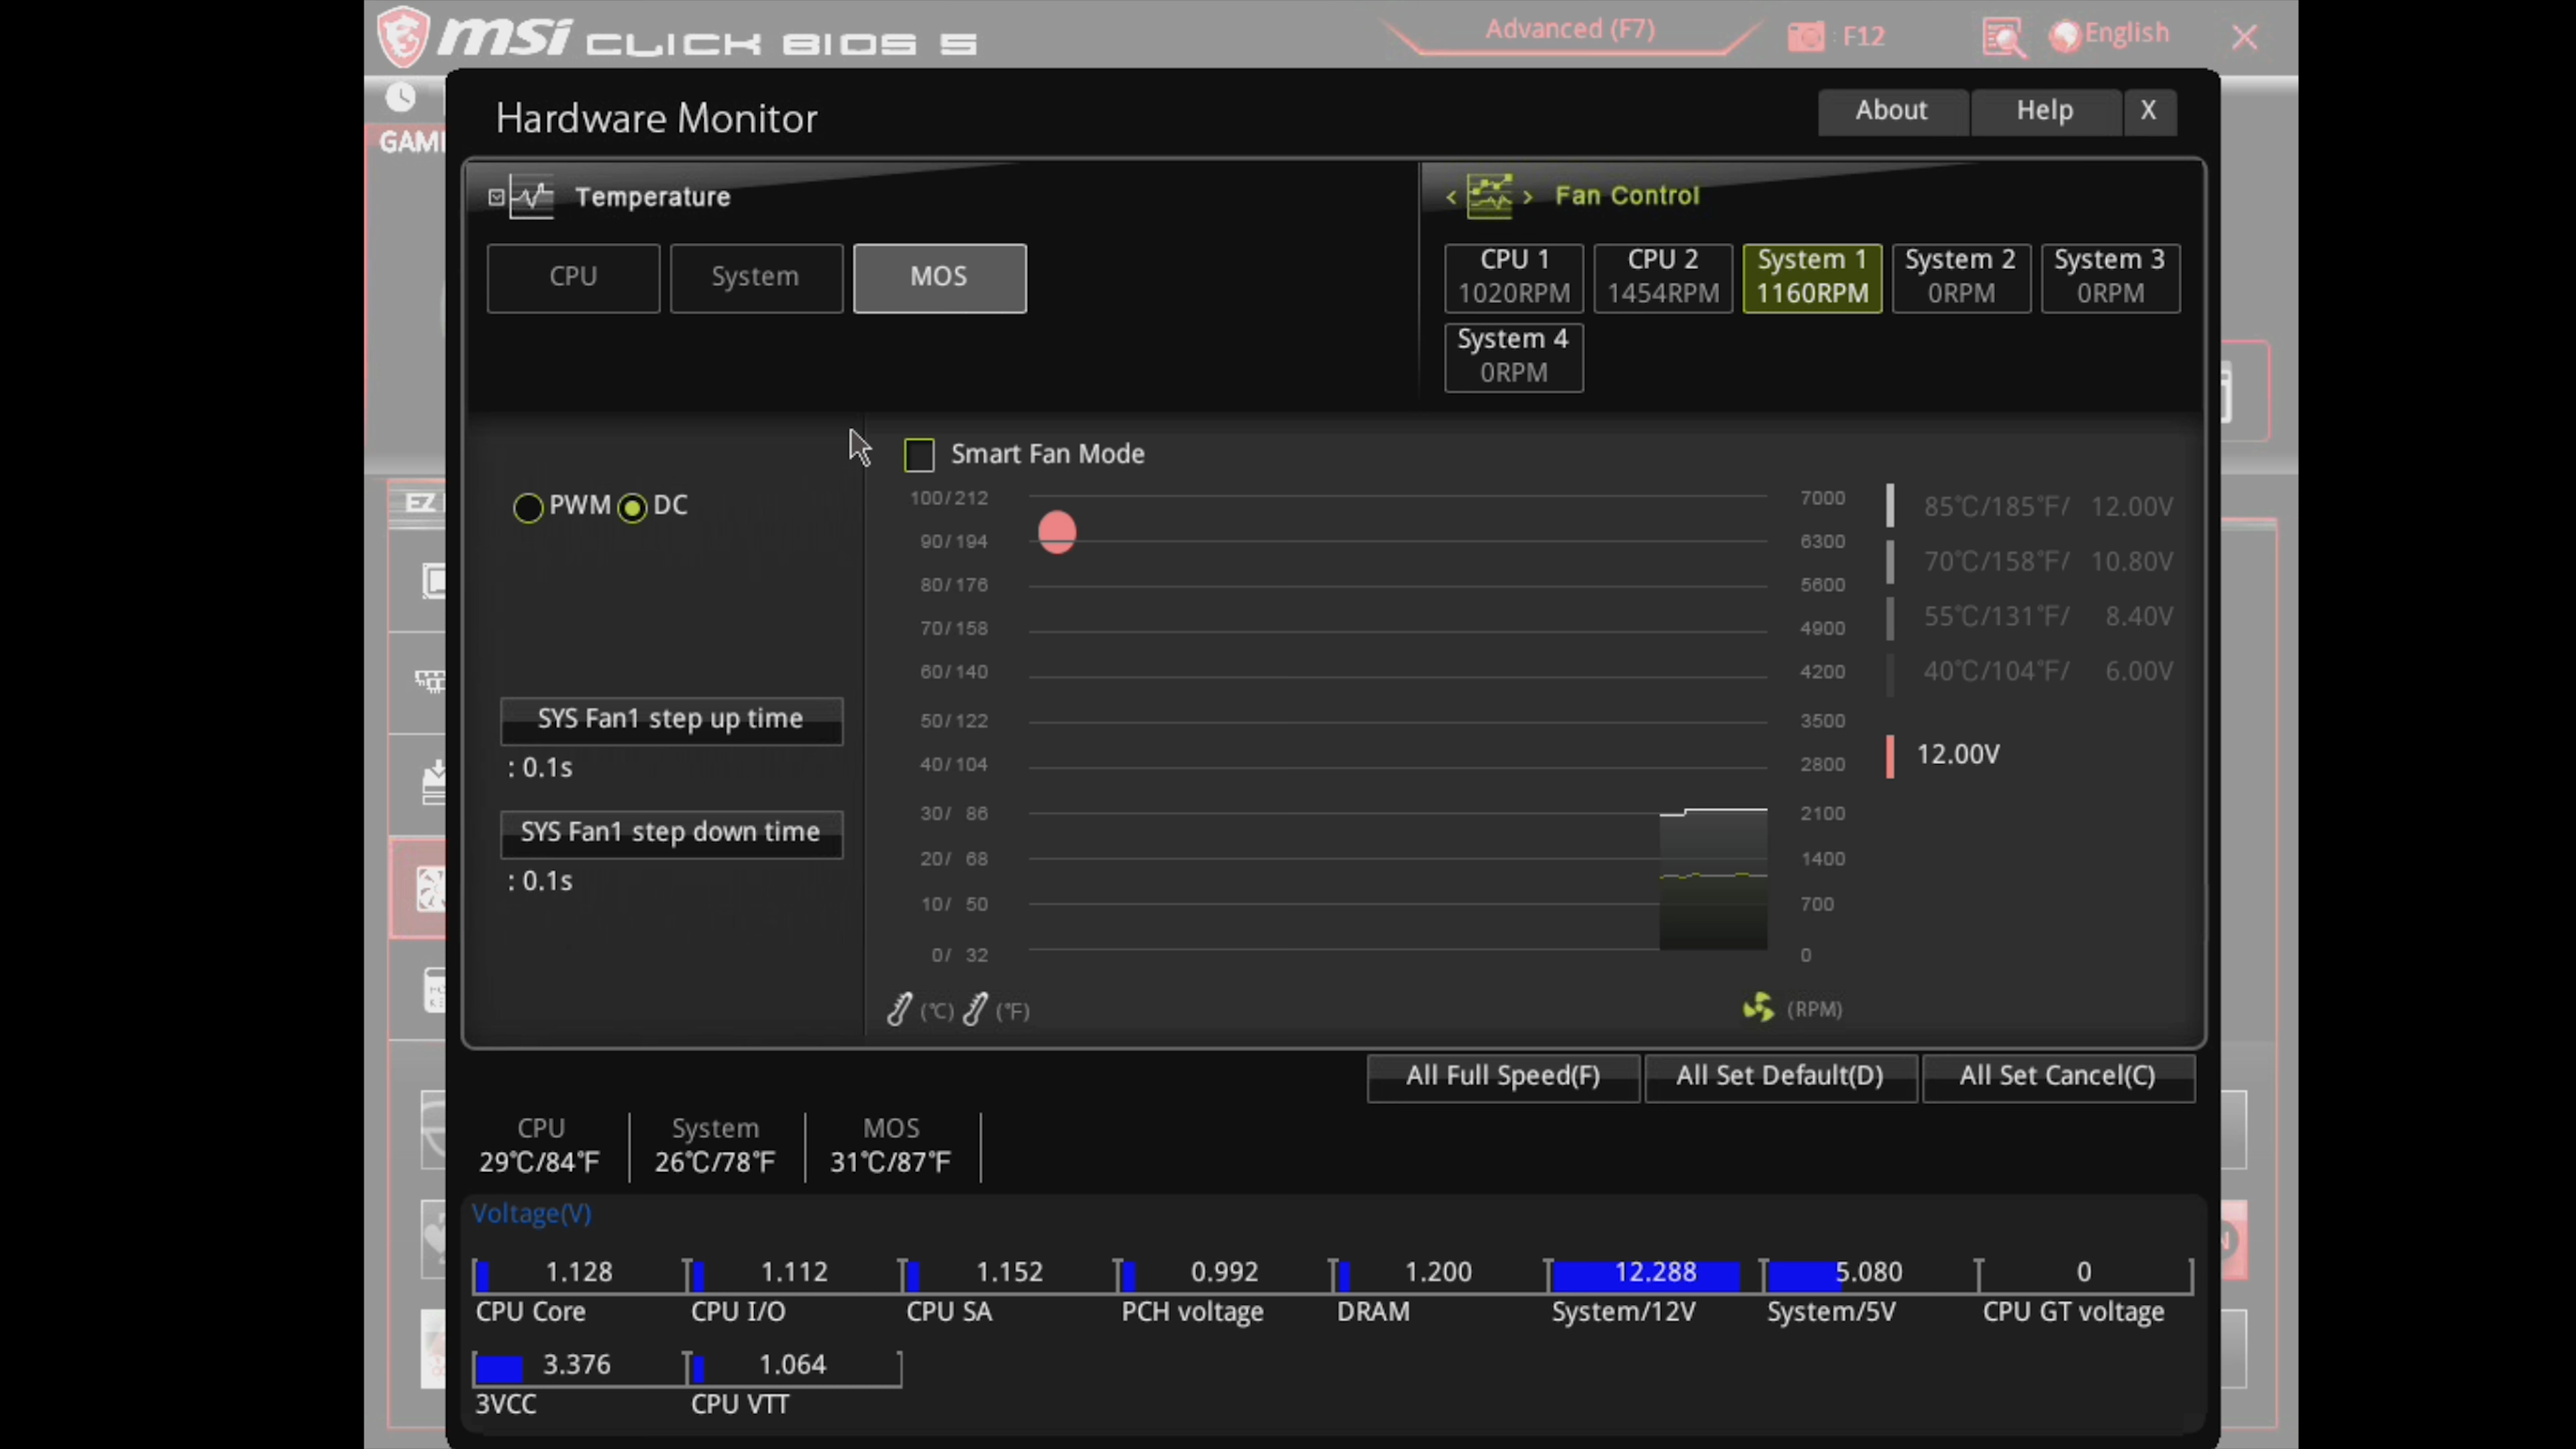 msi CLICK BIOS 5
Advanced (F7)
: F12
English
X
GAMI
EZ
Hardware Monitor
About
Help
X
Temperature
CPU
System
MOS
< > Fan Control
CPU 1
1020RPM
CPU 2
1454RPM
System 1
1160RPM
System 2
0RPM
System 3
0RPM
System 4
0RPM
PWM DC
SYS Fan1 step up time
: 0.1s
SYS Fan1 step down time
: 0.1s
Smart Fan Mode
100/212
90/194
80/176
70/158
60/140
50/122
40/104
30/ 86
20/ 68
10/ 50
0/ 32
7000
6300
5600
4900
4200
3500
2800
2100
1400
700
0
(℃) (℉)
(RPM)
85℃/185℉/ 12.00V
70℃/158℉/ 10.80V
55℃/131℉/ 8.40V
40℃/104℉/ 6.00V
12.00V
All Full Speed(F)
All Set Default(D)
All Set Cancel(C)
CPU
29℃/84℉
System
26℃/78℉
MOS
31℃/87℉
Voltage(V)
1.128
CPU Core
1.112
CPU I/O
1.152
CPU SA
0.992
PCH voltage
1.200
DRAM
12.288
System/12V
5.080
System/5V
0
CPU GT voltage
3.376
3VCC
1.064
CPU VTT